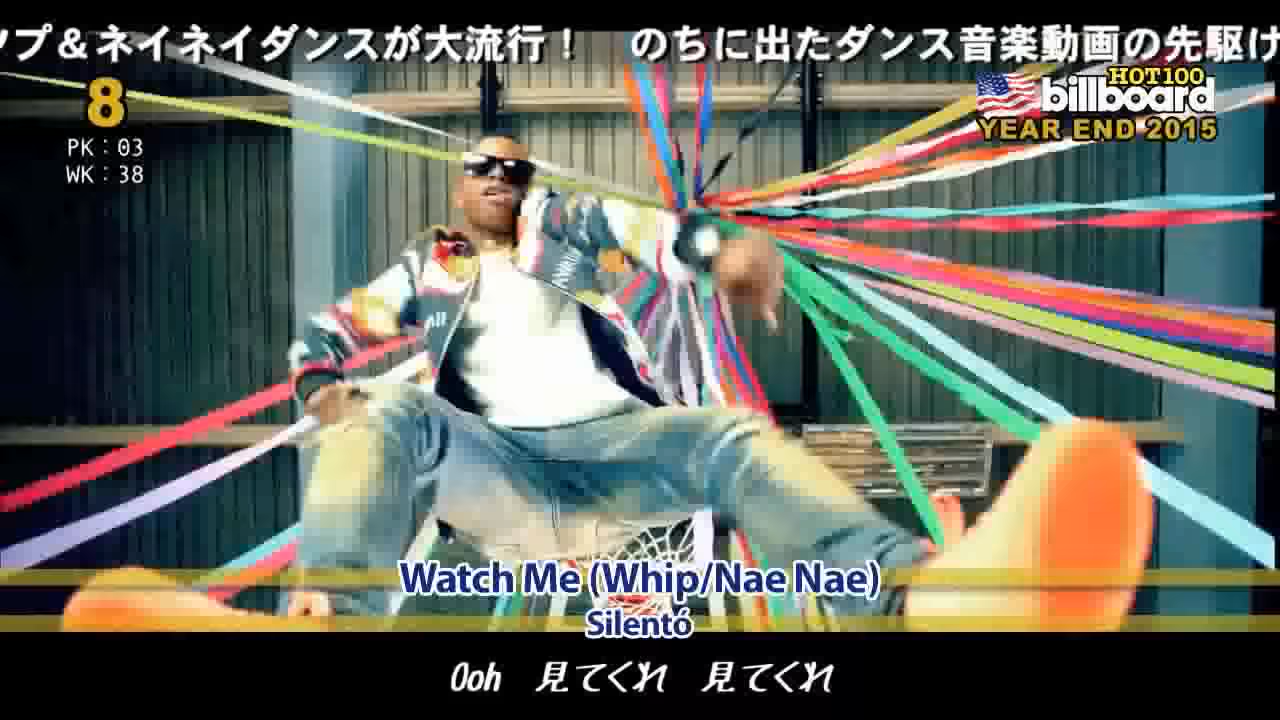 プ＆ネイネイダンスが大流行！　のちに出たダンス音楽動画の先駆け
8
PK：03
WK：38
HOT100
billboard
YEAR END 2015
Watch Me (Whip/Nae Nae)
Silentó
Ooh　見てくれ　見てくれ